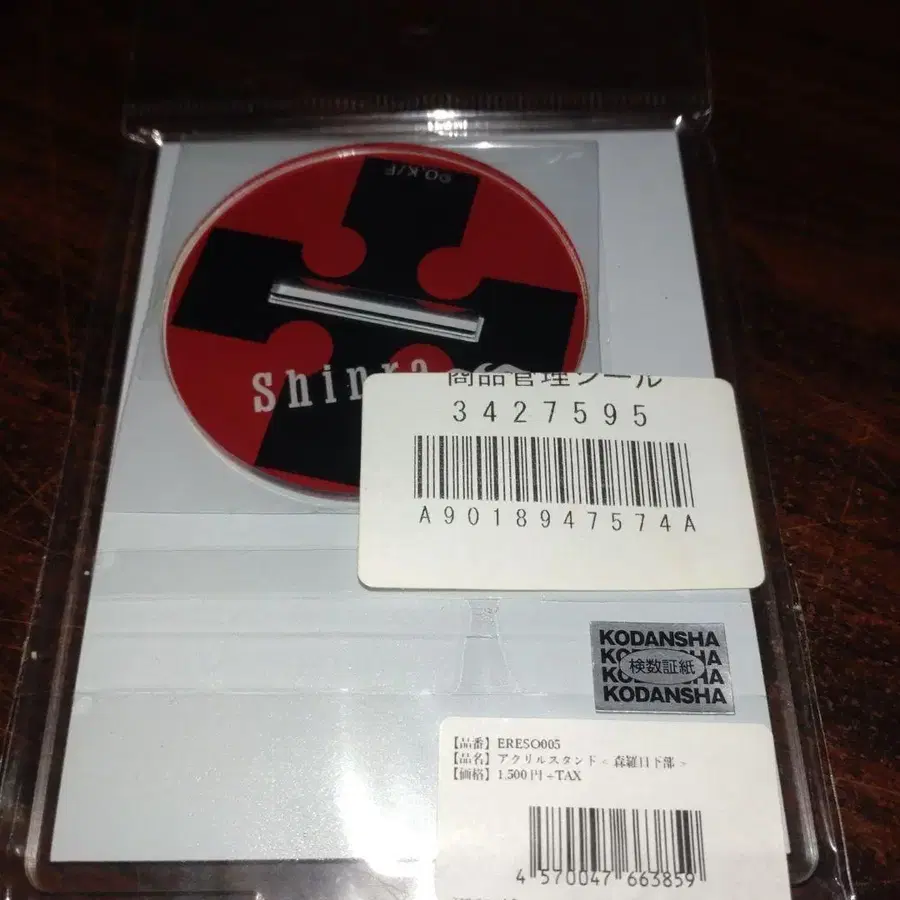 ©O,K/F
Shinra
商品管理シール
3427595
A9018947574A
KODANSHA
検数証紙
KODANSHA
【品番】ERESO005
【品名】アクリルスタンド < 森羅日下部 >
【価格】1,500円+TAX
4 570047 663859